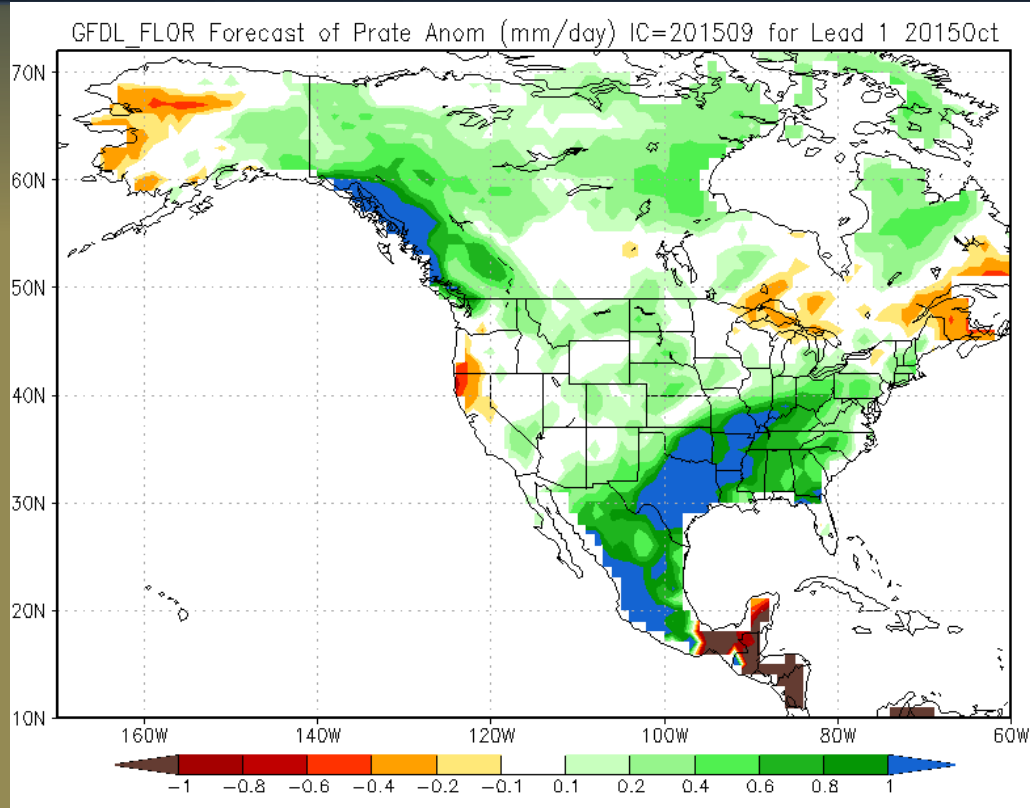 GFDL_FLOR Forecast of Prate Anom (mm/day) IC=201509 for Lead 1 2015Oct
70N
60N
50N
40N
30N
20N
10N
160W 140W 120W 100W 80W 60W
-1 -0.8 -0.6 -0.4 -0.2 -0.1 0.1 0.2 0.4 0.6 0.8 1